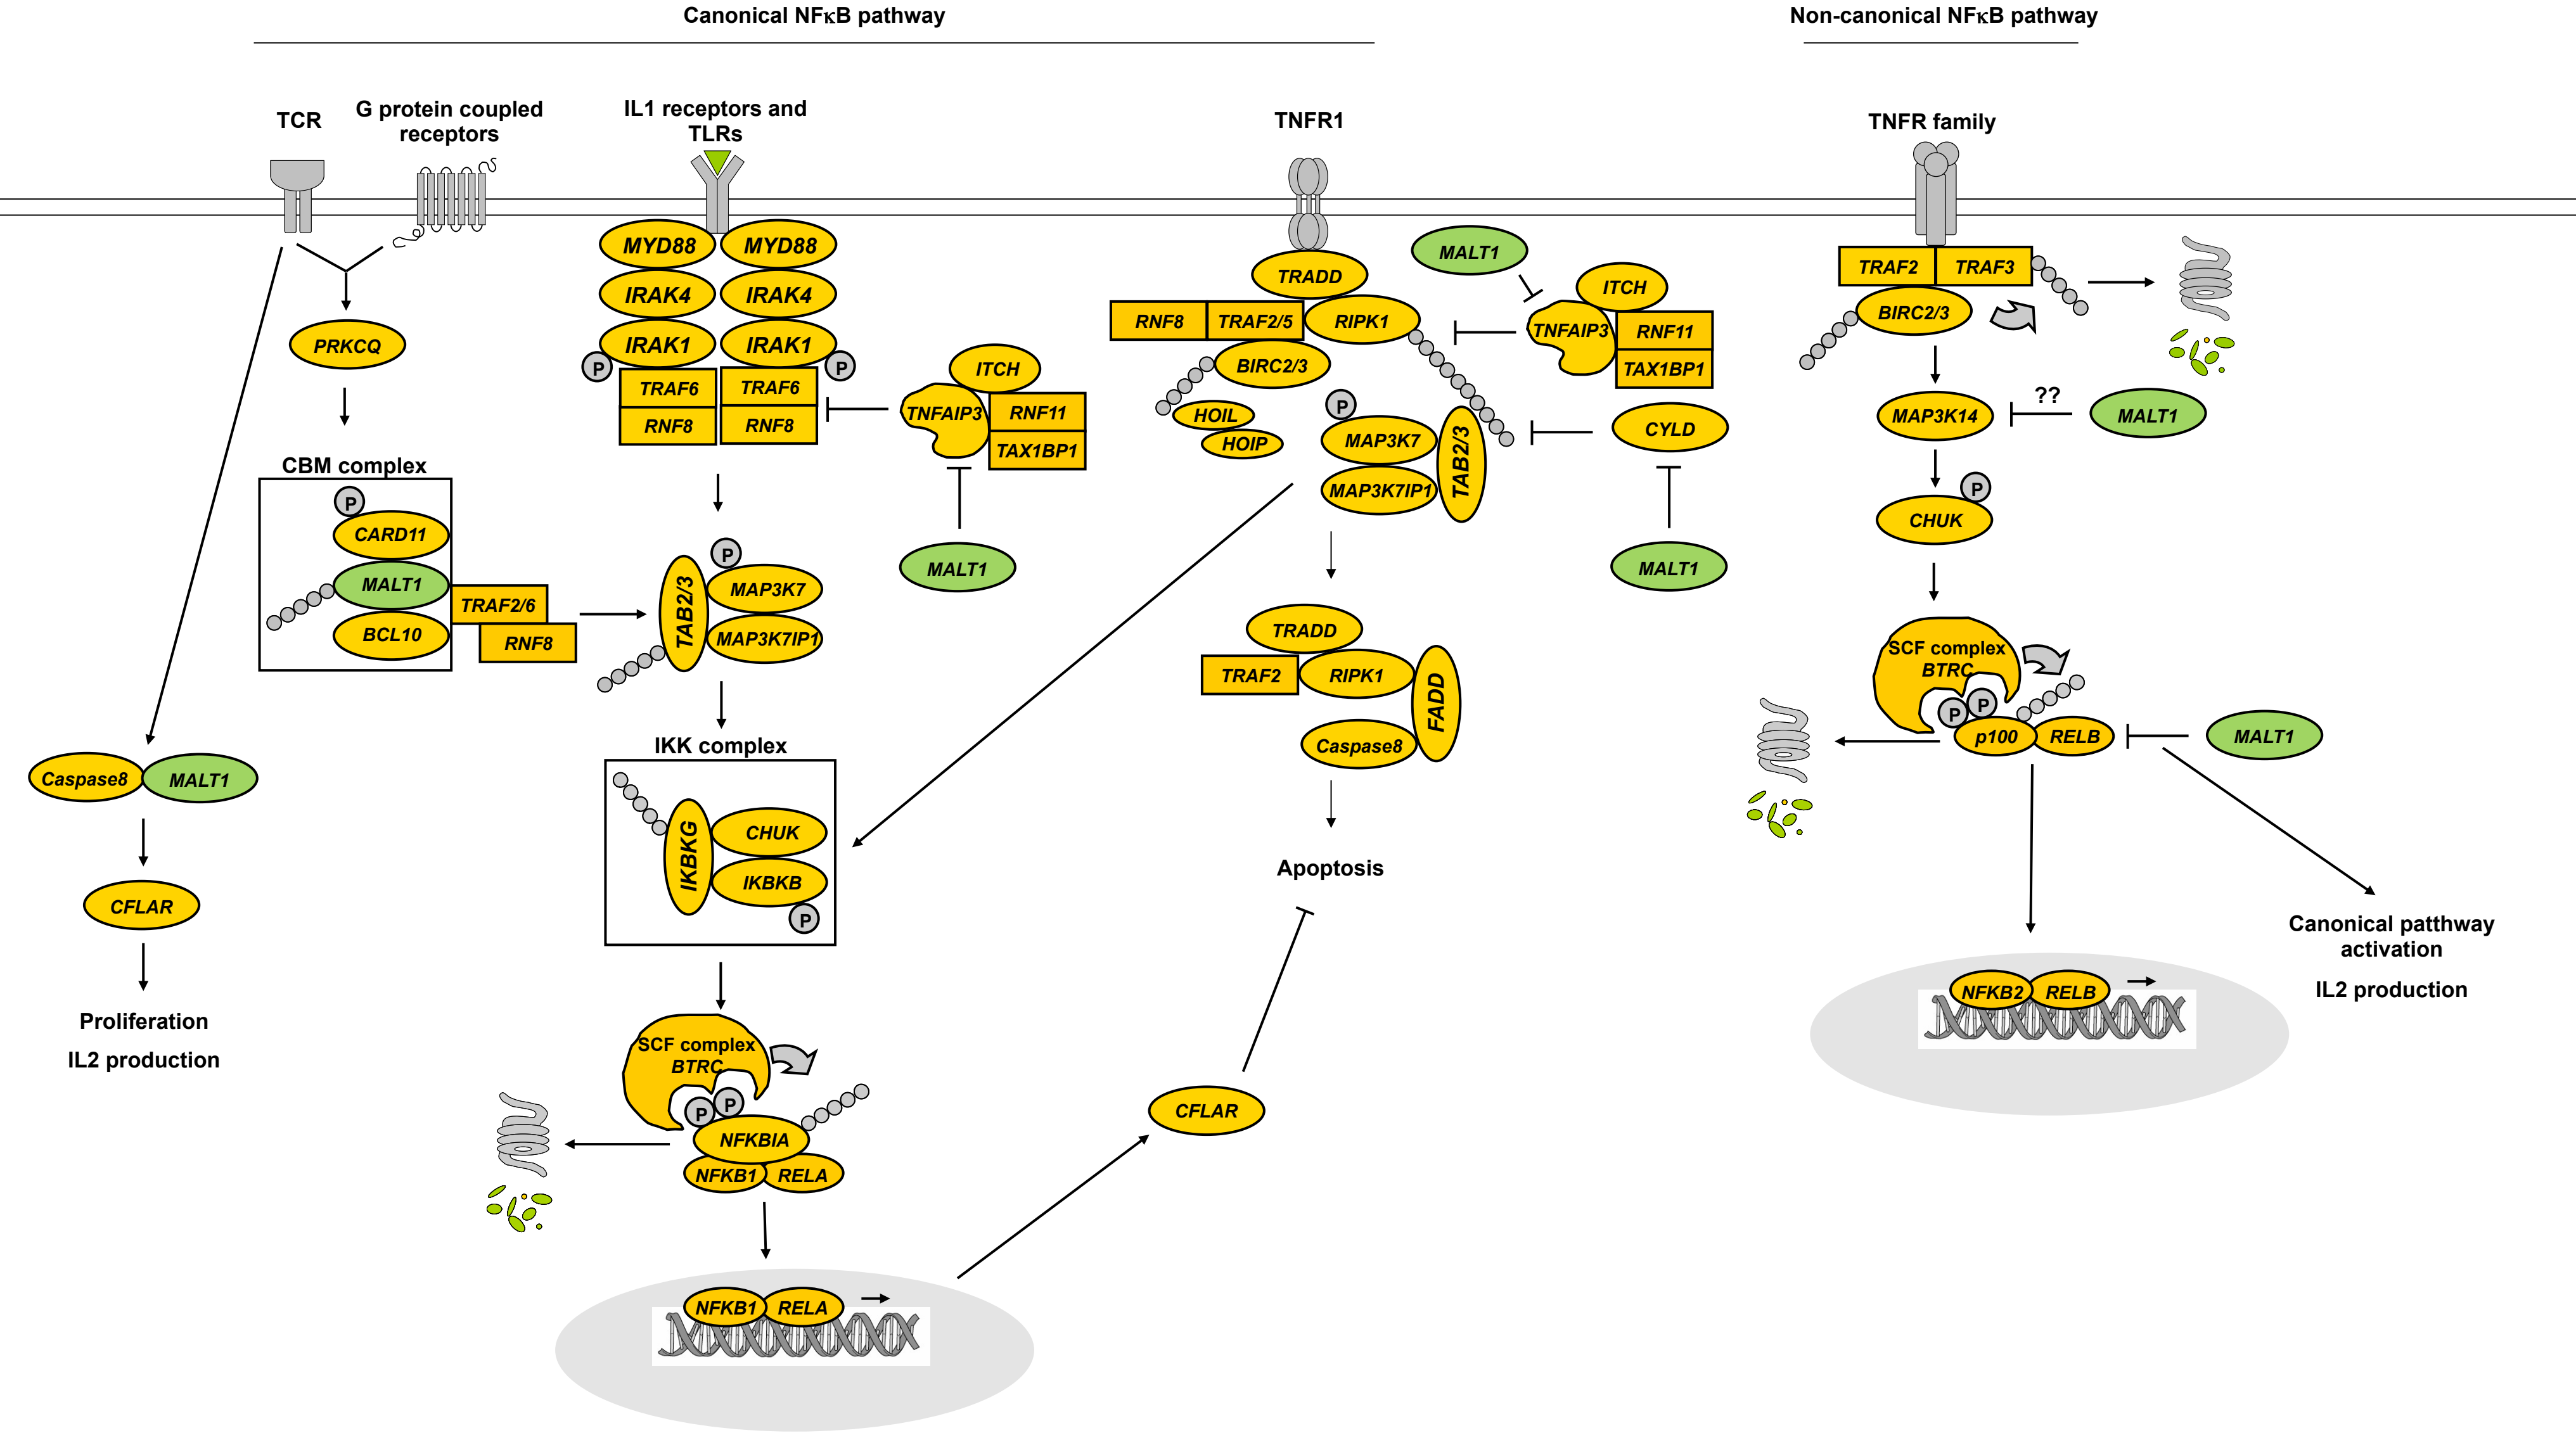 Canonical NFκB pathway
Non-canonical NFκB pathway
TCR
G protein coupled
receptors
IL1 receptors and
TLRs
TNFR1
TNFR family
PRKCQ
CBM complex
P
CARD11
MALT1
BCL10
TRAF2/6
RNF8
Caspase8
MALT1
CFLAR
Proliferation
IL2 production
MYD88
MYD88
IRAK4
IRAK4
IRAK1
IRAK1
P
P
TRAF6
TRAF6
RNF8
RNF8
ITCH
TNFAIP3
RNF11
TAX1BP1
MALT1
P
TAB2/3
MAP3K7
MAP3K7IP1
IKK complex
IKBKG
CHUK
IKBKB
P
SCF complex
BTRC
P
P
NFKBIA
NFKB1
RELA
NFKB1
RELA
TRADD
RNF8
TRAF2/5
RIPK1
BIRC2/3
HOIL
HOIP
P
MAP3K7
MAP3K7IP1
TAB2/3
MALT1
ITCH
TNFAIP3
RNF11
TAX1BP1
CYLD
MALT1
TRADD
TRAF2
RIPK1
FADD
Caspase8
Apoptosis
CFLAR
TRAF2
TRAF3
BIRC2/3
MAP3K14
??
MALT1
P
CHUK
SCF complex
BTRC
P
P
p100
RELB
MALT1
Canonical patthway
activation
IL2 production
NFKB2
RELB